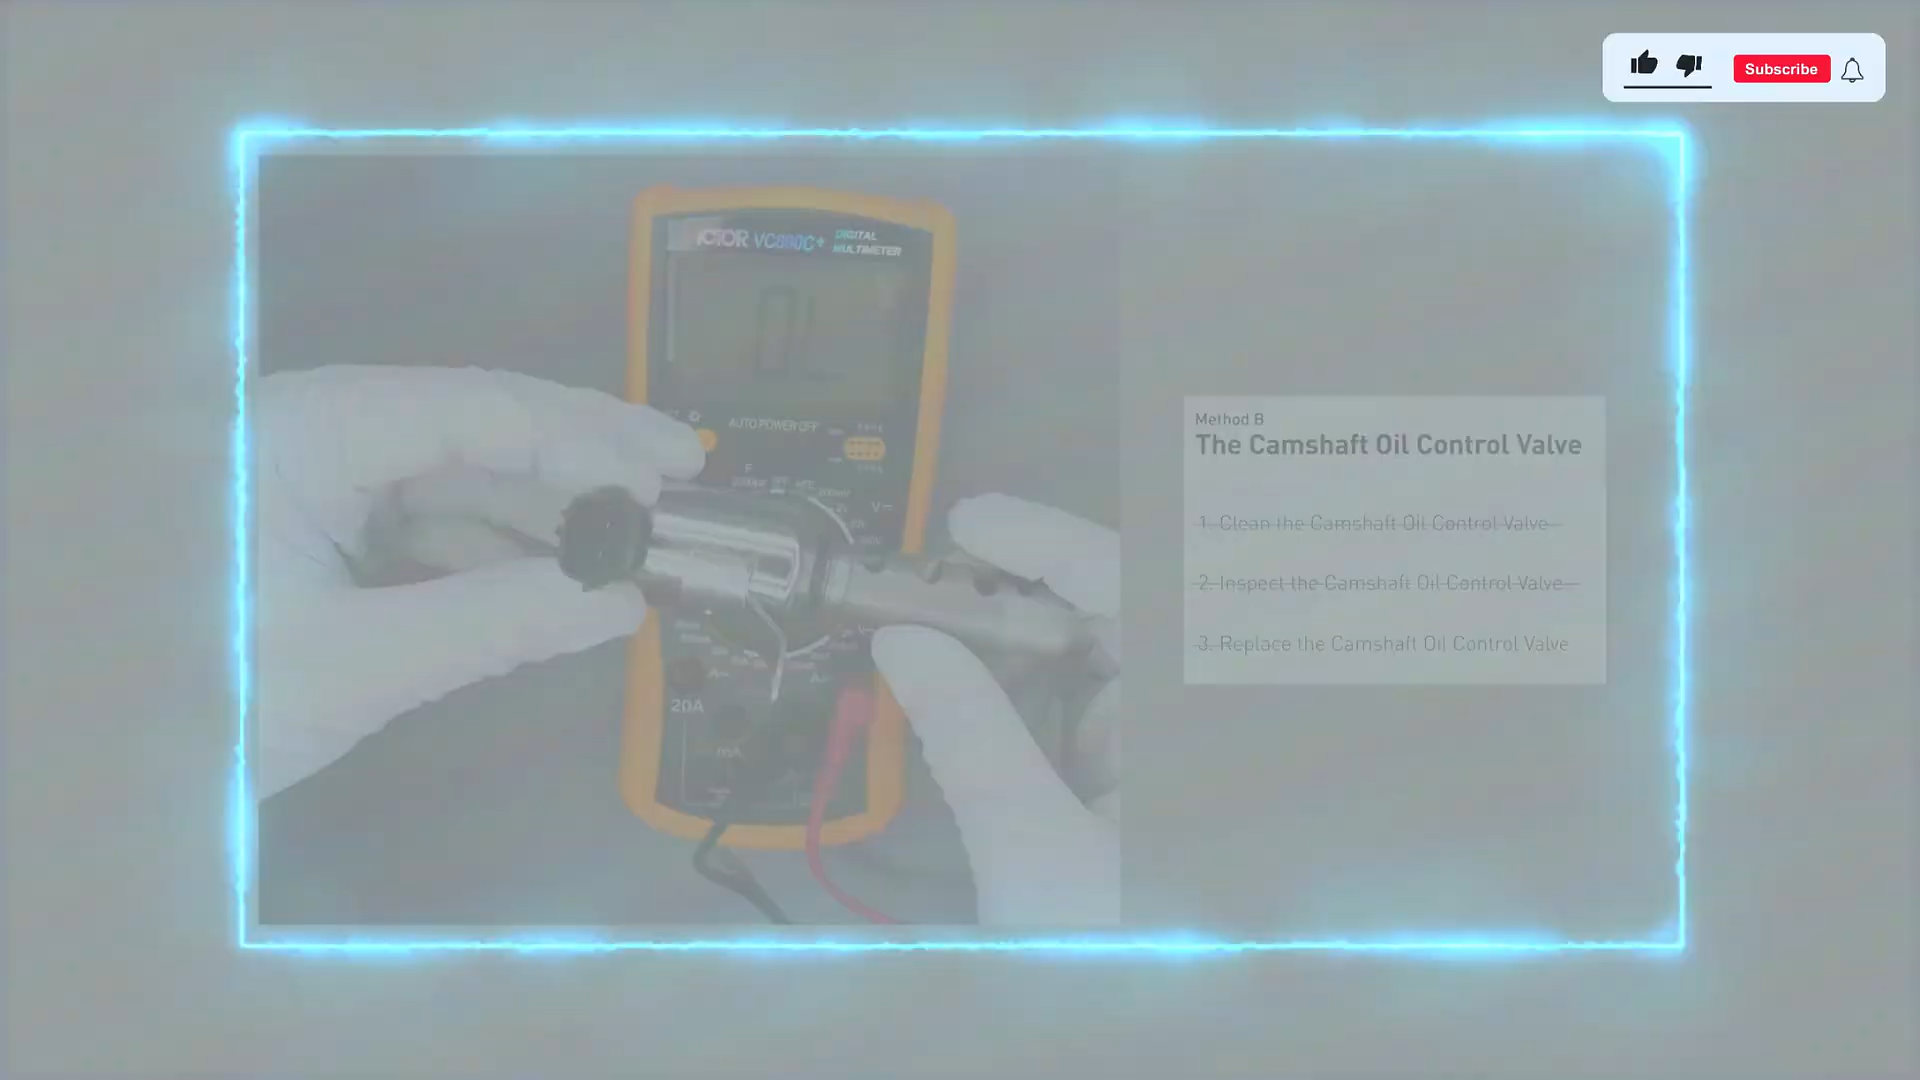 Subscribe
VICTOR VC890C+ DIGITAL
MULTIMETER
OL
AUTO POWER OFF
20A
mA
Method B
The Camshaft Oil Control Valve
1. Clean the Camshaft Oil Control Valve
2. Inspect the Camshaft Oil Control Valve
3. Replace the Camshaft Oil Control Valve